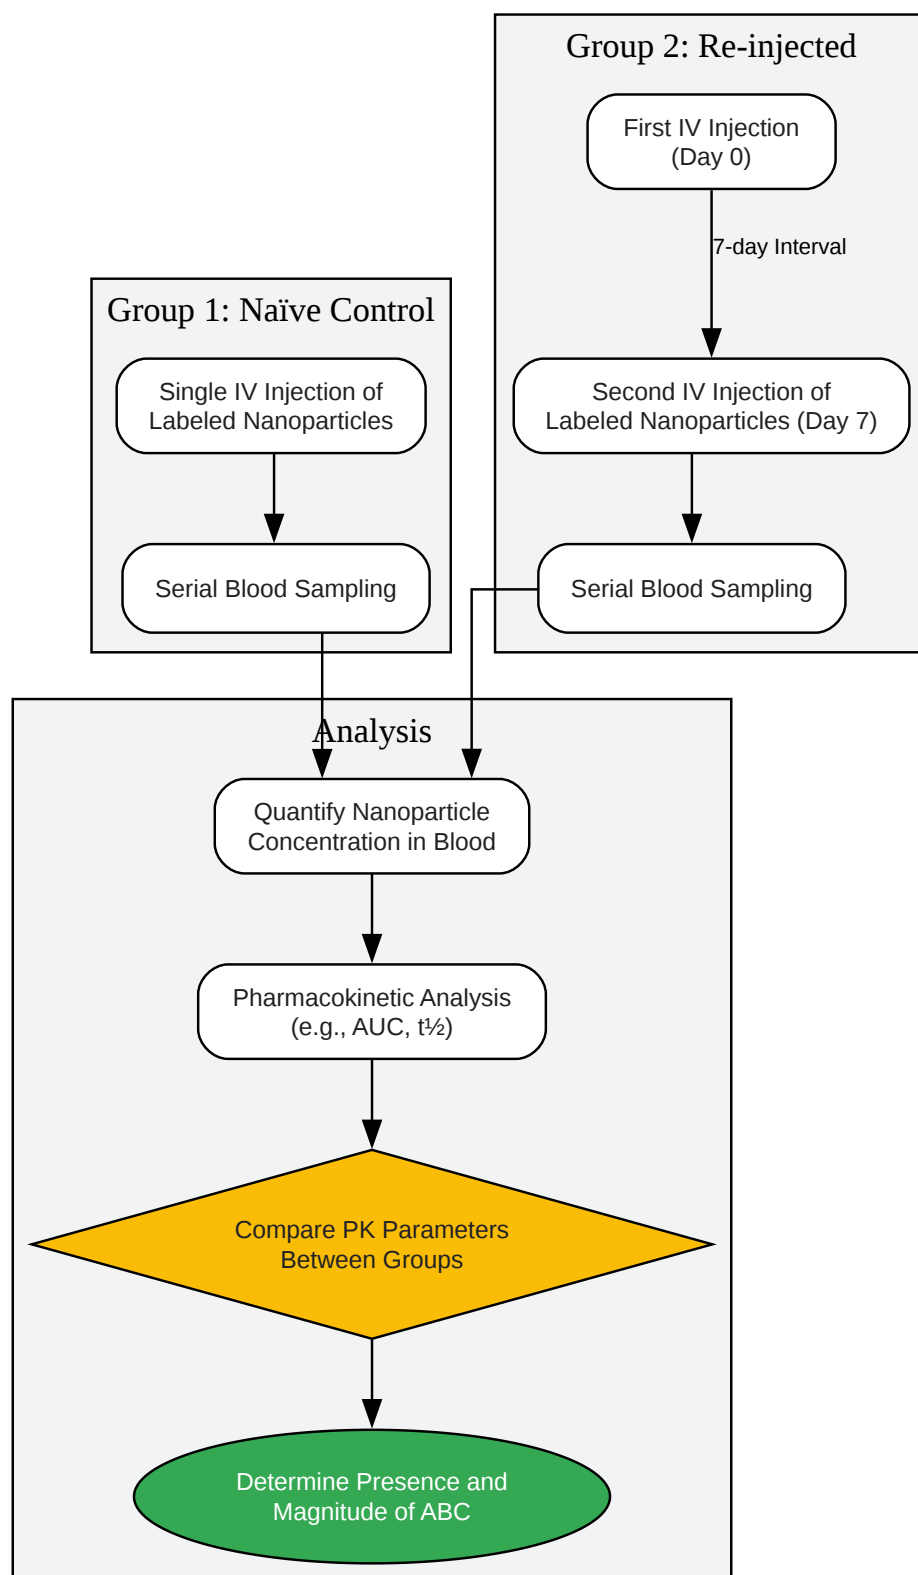 Group 2: Re-injected
First IV Injection
(Day 0)
7-day Interval
Second IV Injection of
Labeled Nanoparticles (Day 7)
Serial Blood Sampling
Group 1: Naïve Control
Single IV Injection of
Labeled Nanoparticles
Serial Blood Sampling
Analysis
Quantify Nanoparticle
Concentration in Blood
Pharmacokinetic Analysis
(e.g., AUC, t½)
Compare PK Parameters
Between Groups
Determine Presence and
Magnitude of ABC